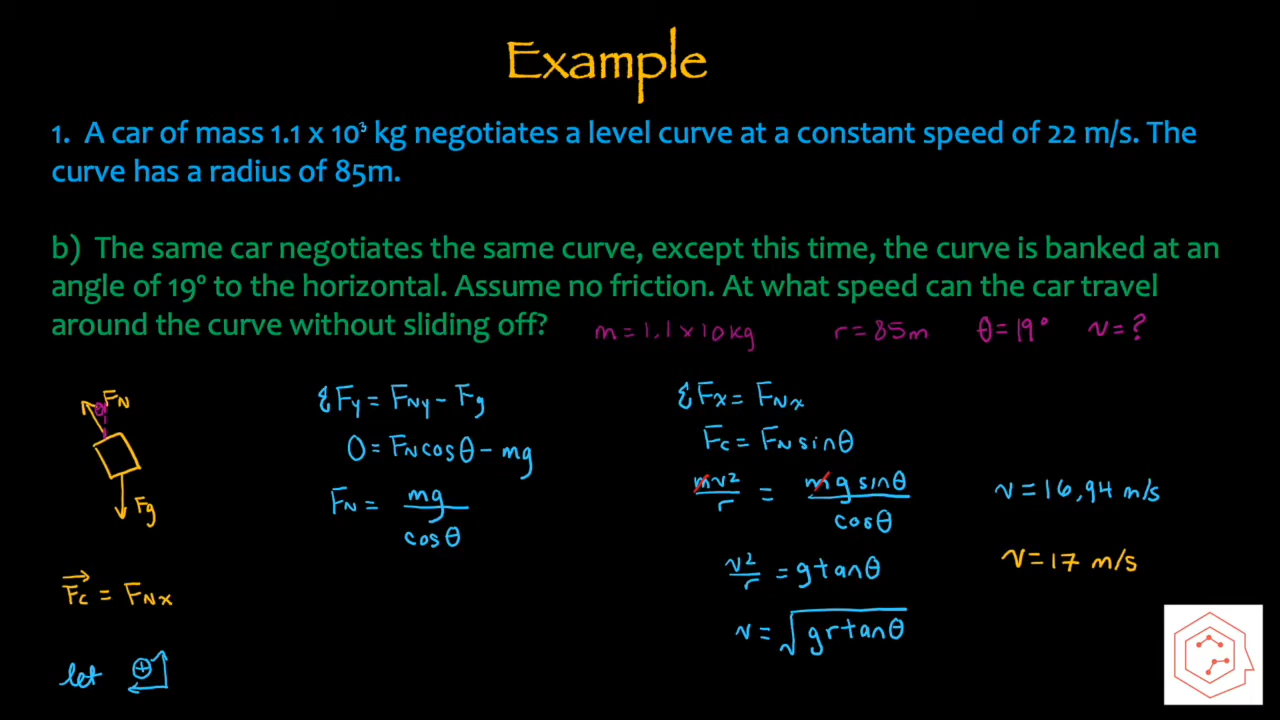 Example
1. A car of mass 1.1 x 10³ kg negotiates a level curve at a constant speed of 22 m/s. The
curve has a radius of 85m.
b) The same car negotiates the same curve, except this time, the curve is banked at an
angle of 19° to the horizontal. Assume no friction. At what speed can the car travel
around the curve without sliding off?
m = 1.1 × 10 kg r = 85m θ = 19° v = ?
θ FN
Fg
F⃗c = FNx
let ⊕
ΣFy = FNy - Fg
0 = FN cosθ - mg
FN = mg / cosθ
ΣFx = FNx
Fc = FN sinθ
mv²/r = mg sinθ / cosθ
v²/r = g tanθ
v = √(gr tanθ)
v = 16.94 m/s
v = 17 m/s